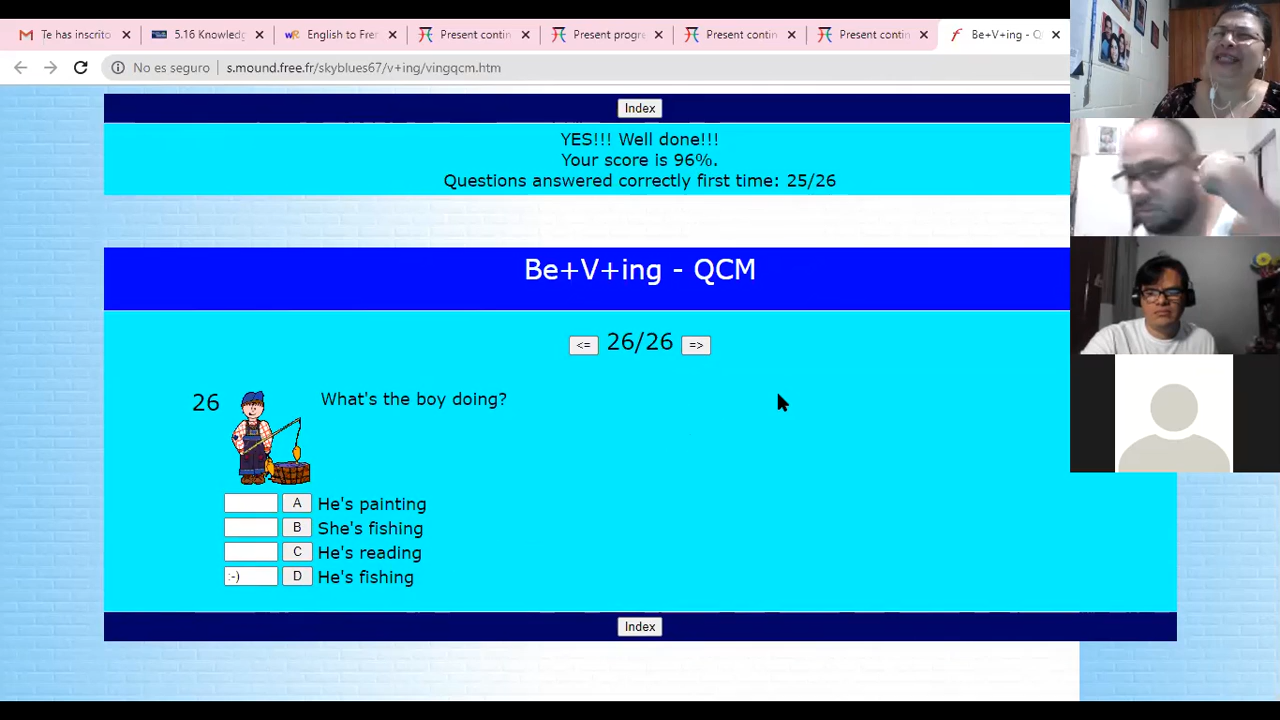 Te has inscrito
5.16 Knowledg
English to Fren
Present contin
Present progre
Present contin
Present contin
Be+V+ing - Q
No es seguro
s.mound.free.fr/skyblues67/v+ing/vingqcm.htm
Index
YES!!! Well done!!!
Your score is 96%.
Questions answered correctly first time: 25/26
Be+V+ing - QCM
<= 26/26 =>
26 What's the boy doing?
A He's painting
B She's fishing
C He's reading
:-) D He's fishing
Index